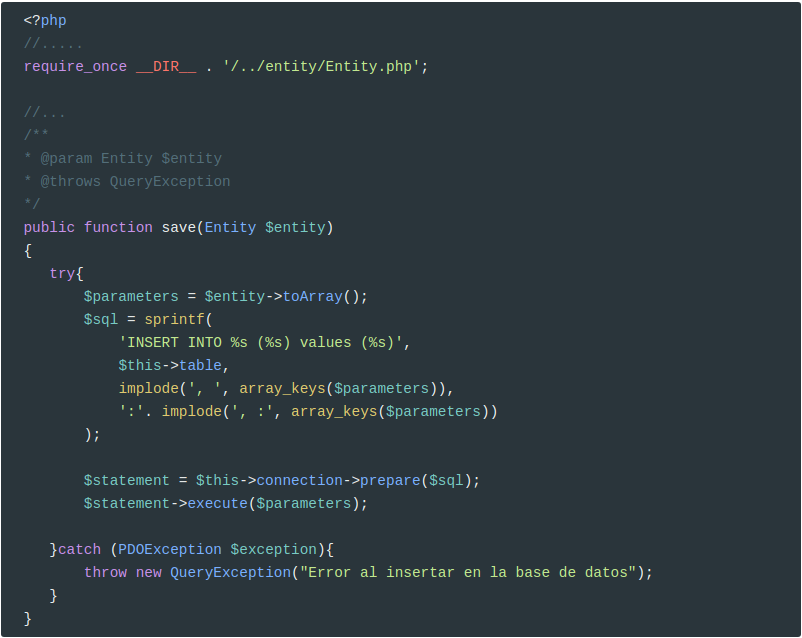 <?php
//.....
require_once __DIR__ . '/../entity/Entity.php';
//...
/**
* @param Entity $entity
* @throws QueryException
*/
public function save(Entity $entity)
{
try{
$parameters = $entity->toArray();
$sql = sprintf(
'INSERT INTO %s (%s) values (%s)',
$this->table,
implode(', ', array_keys($parameters)),
':'. implode(', :', array_keys($parameters))
);
$statement = $this->connection->prepare($sql);
$statement->execute($parameters);
}catch (PDOException $exception){
throw new QueryException("Error al insertar en la base de datos");
}
}